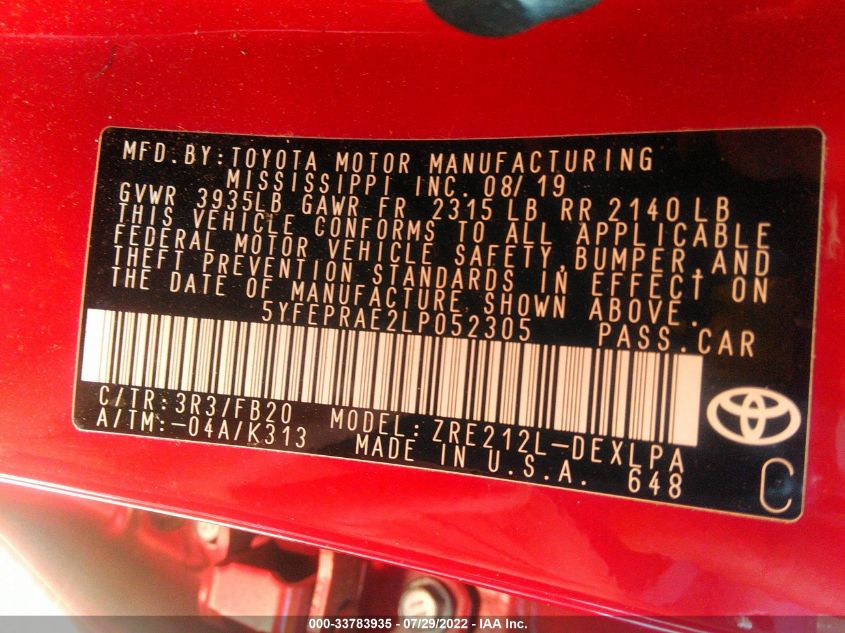 MFD.BY:TOYOTA MOTOR MANUFACTURING
MISSISSIPPI INC. 08/19
GVWR 3935LB GAWR FR 2315 LB RR 2140 LB
THIS VEHICLE CONFORMS TO ALL APPLICABLE
FEDERAL MOTOR VEHICLE SAFETY,BUMPER,AND
THEFT PREVENTION STANDARDS IN EFFECT ON
THE DATE OF MANUFACTURE SHOWN ABOVE.
5YFEPRAE2LP052305 PASS.CAR
C/TR:3R3/FB20 MODEL:ZRE212L-DEXLPA
A/TM:-04A/K313 MADE IN U.S.A. 648
C
000-33783935 - 07/29/2022 - IAA Inc.